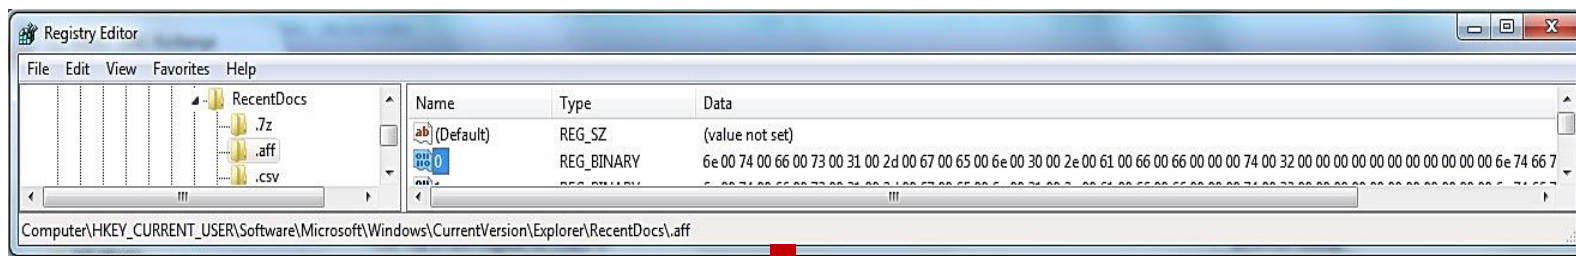 Registry Editor
File Edit View Favorites Help
RecentDocs
.7z
.aff
.csv
Name Type Data
(Default) REG_SZ (value not set)
0 REG_BINARY 6e 00 74 00 66 00 73 00 31 00 2d 00 67 00 65 00 6e 00 30 00 2e 00 61 00 66 00 66 00 00 00 74 00 32 00 00 00 00 00 00 00 00 00 00 00 6e 74 66 7
Computer\HKEY_CURRENT_USER\Software\Microsoft\Windows\CurrentVersion\Explorer\RecentDocs\.aff